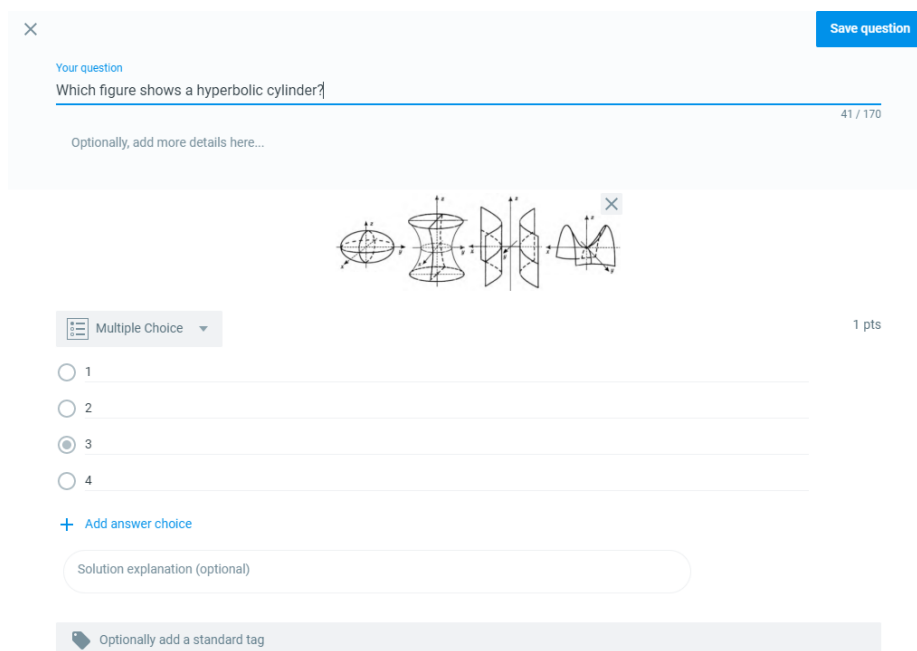 Save question
Your question
Which figure shows a hyperbolic cylinder?
41 / 170
Optionally, add more details here...
Multiple Choice
1 pts
1
2
3
4
Add answer choice
Solution explanation (optional)
Optionally add a standard tag